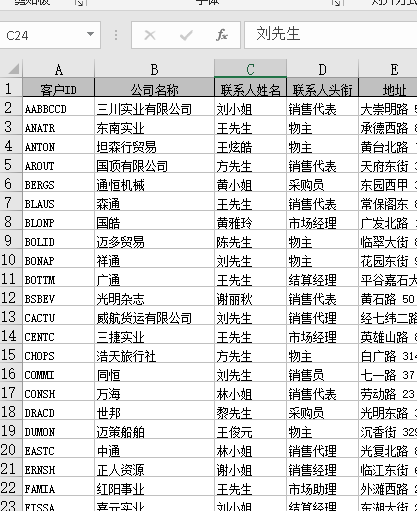 C24 fx 刘先生
A B C D E
1 客户ID 公司名称 联系人姓名 联系人头衔 地址
2 AABBCCD 三川实业有限公司 刘小姐 销售代表 大崇明路
3 ANATR 东南实业 王先生 物主 承德西路
4 ANTON 坦森行贸易 王炫皓 物主 黄台北路
5 AROUT 国顶有限公司 方先生 销售代表 天府东街
6 BERGS 通恒机械 黄小姐 采购员 东园西甲
7 BLAUS 森通 王先生 销售代表 常保阁东
8 BLONP 国皓 黄雅玲 市场经理 广发北路
9 BOLID 迈多贸易 陈先生 物主 临翠大街
10 BONAP 祥通 刘先生 物主 花园东街
11 BOTTM 广通 王先生 结算经理 平谷嘉石大
12 BSBEV 光明杂志 谢丽秋 销售代表 黄石路 50
13 CACTU 威航货运有限公司 刘先生 销售代理 经七纬二路
14 CENTC 三捷实业 王先生 市场经理 英雄山路
15 CHOPS 浩天旅行社 方先生 物主 白广路 314
16 COMMI 同恒 刘先生 销售员 七一路 37
17 CONSH 万海 林小姐 销售代表 劳动路 23
18 DRACD 世邦 黎先生 采购员 光明东路
19 DUMON 迈策船舶 王俊元 物主 沉香街 329
20 EASTC 中通 林先生 销售代理 光复北路
21 ERNSH 正人资源 谢小姐 销售经理 临江东街
22 FAMIA 红阳事业 王先生 市场助理 外滩西路
23 FISSA 嘉元实业 刘小姐 结算经理 东湖大街